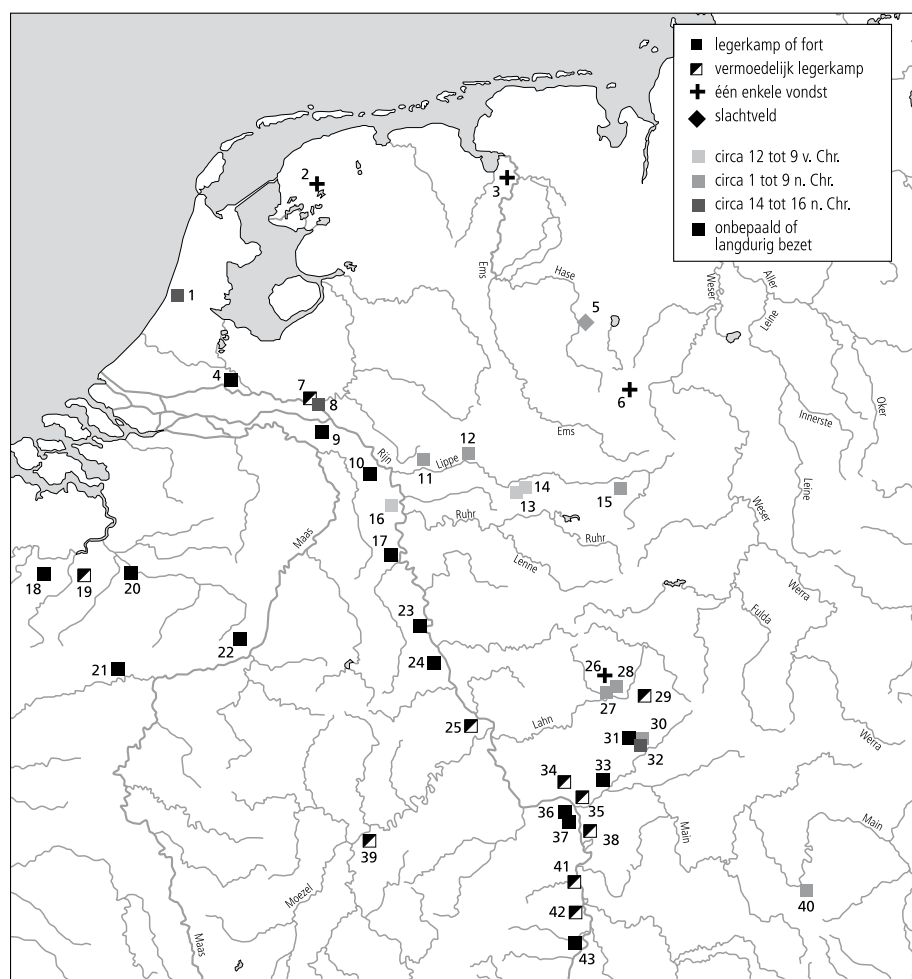 legerkamp of fort
vermoedelijk legerkamp
één enkele vondst
slachtveld
circa 12 tot 9 v. Chr.
circa 1 tot 9 n. Chr.
circa 14 tot 16 n. Chr.
onbepaald of
langdurig bezet
2
3
Ems
Hase
Weser
Aller
Leine
1
5
4
7
8
6
Oker
Innerste
9
Ems
Rijn
12
10
Lippe
11
14
13
15
Leine
16
Ruhr
Ruhr
Weser
Maas
17
Lenne
18
19
20
Werra
Fulda
23
22
21
24
26
28
27
29
25
Lahn
31
30
32
Werra
34
33
35
36
37
38
Main
Main
39
41
Moezel
40
42
Maas
43